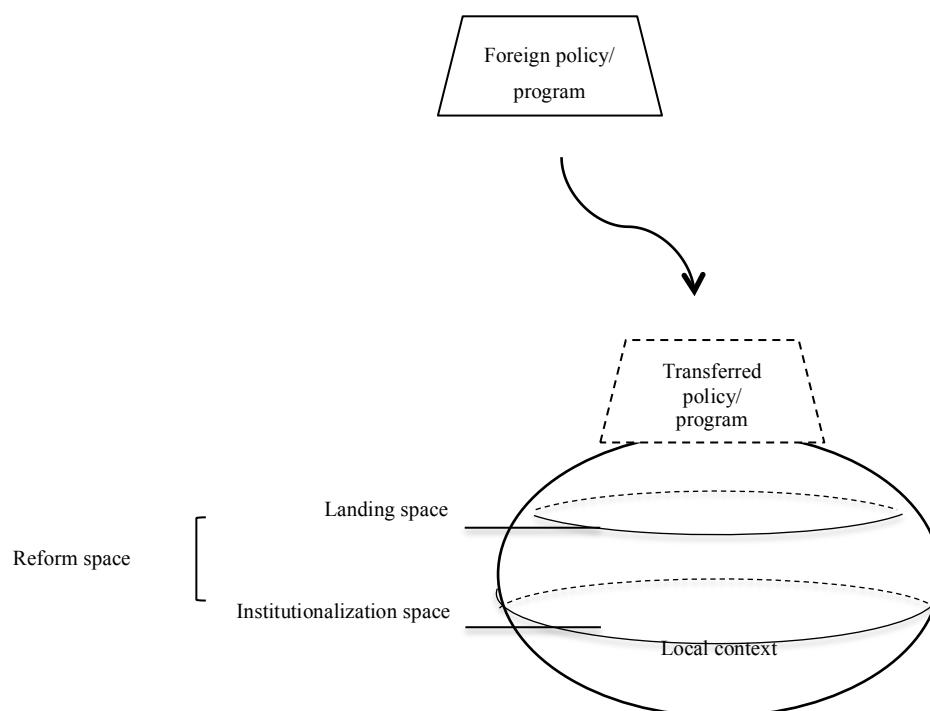 Foreign policy/
program
Transferred
policy/
program
Landing space
Reform space
Institutionalization space
Local context